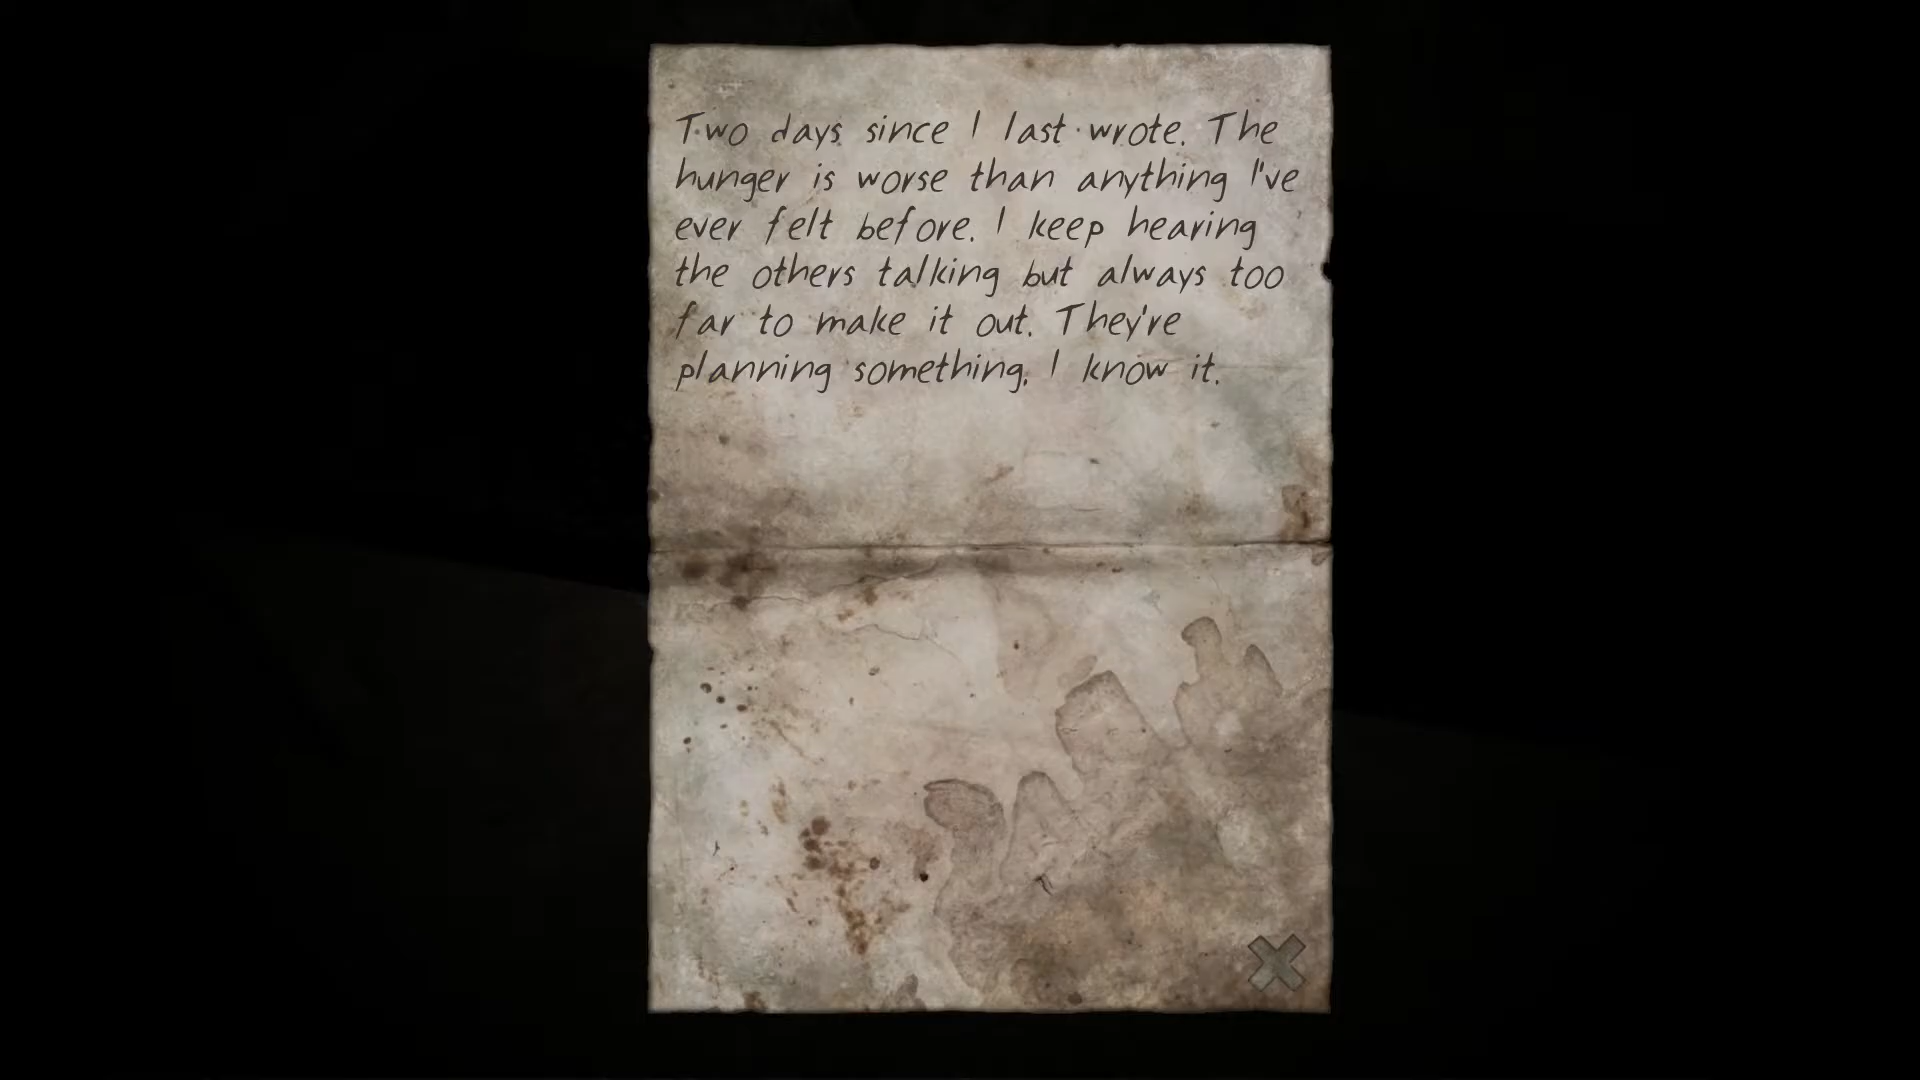 Two days since I last wrote. The
hunger is worse than anything I've
ever felt before. I keep hearing
the others talking but always too
far to make it out. They're
planning something, I know it.